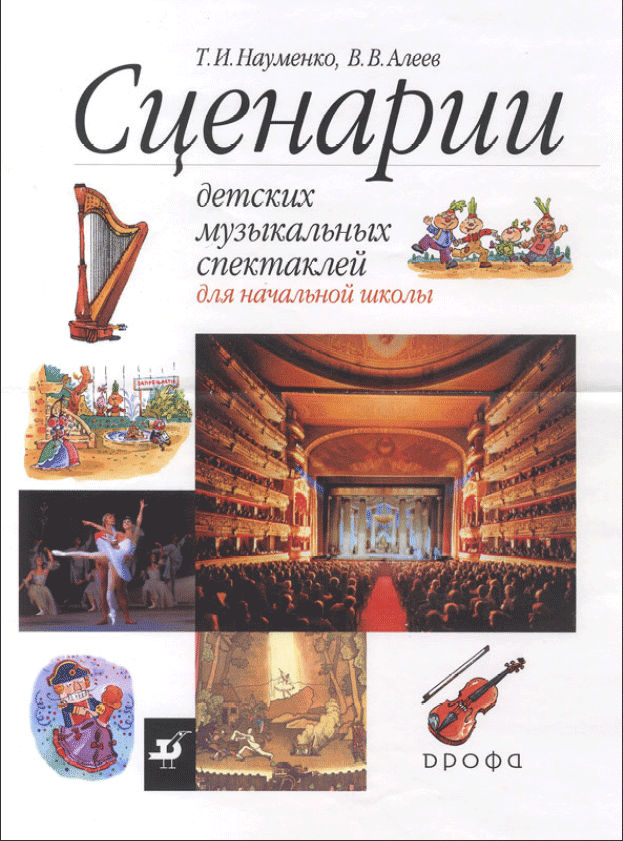 Т. И. Науменко, В. В. Алеев
Сценарии
детских
музыкальных
спектаклей
для начальной школы
дрофа